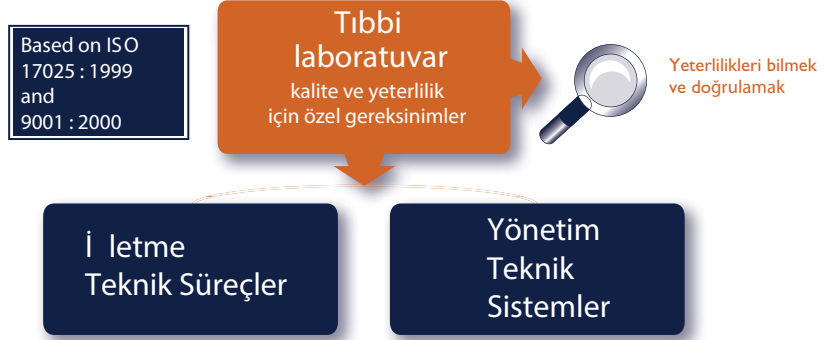 Based on ISO
17025 : 1999
and
9001 : 2000
Tıbbi
laboratuvar
kalite ve yeterlilik
için özel gereksinimler
Yeterlilikleri bilmek
ve doğrulamak
İ letme
Teknik Süreçler
Yönetim
Teknik
Sistemler